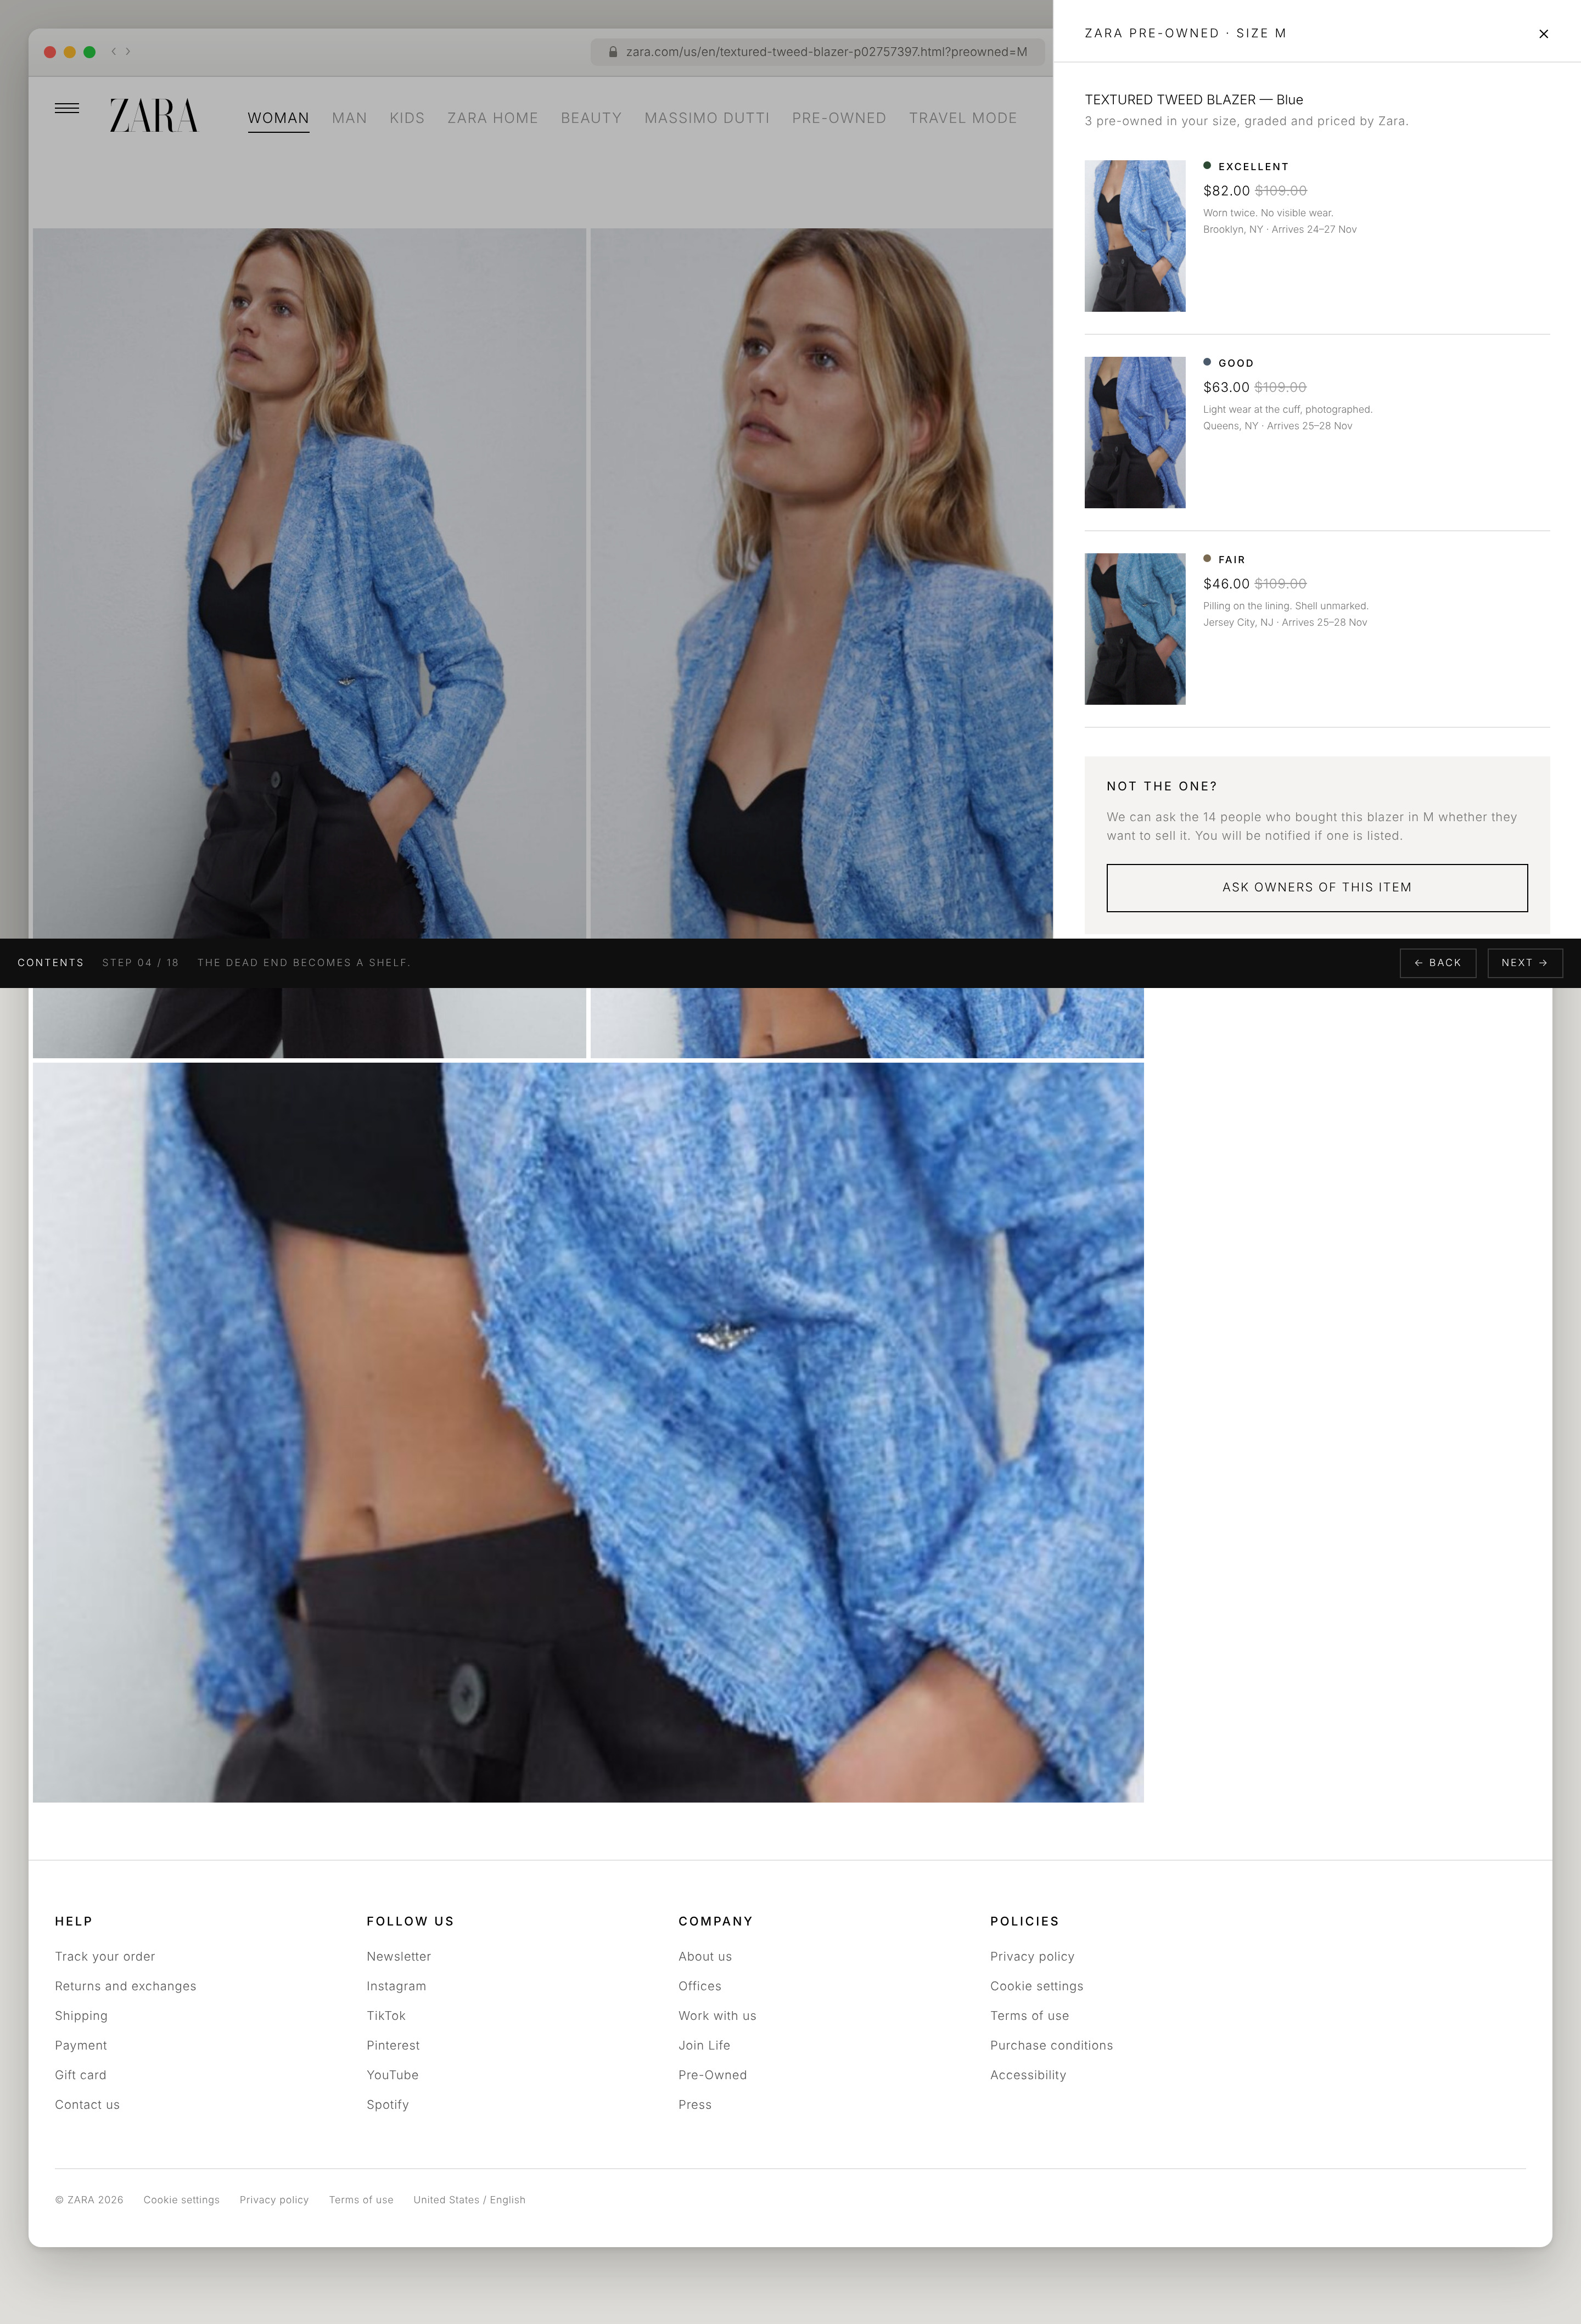 zara.com/us/en/textured-tweed-blazer-p02757397.html?preowned=M
ZARA
WOMAN MAN KIDS ZARA HOME BEAUTY MASSIMO DUTTI PRE-OWNED TRAVEL MODE
ZARA PRE-OWNED · SIZE M
TEXTURED TWEED BLAZER — Blue
3 pre-owned in your size, graded and priced by Zara.
EXCELLENT
$82.00 $109.00
Worn twice. No visible wear.
Brooklyn, NY · Arrives 24–27 Nov
GOOD
$63.00 $109.00
Light wear at the cuff, photographed.
Queens, NY · Arrives 25–28 Nov
FAIR
$46.00 $109.00
Pilling on the lining. Shell unmarked.
Jersey City, NJ · Arrives 25–28 Nov
NOT THE ONE?
We can ask the 14 people who bought this blazer in M whether they
want to sell it. You will be notified if one is listed.
ASK OWNERS OF THIS ITEM
CONTENTS STEP 04 / 18 THE DEAD END BECOMES A SHELF.
← BACK NEXT →
HELP
Track your order
Returns and exchanges
Shipping
Payment
Gift card
Contact us
FOLLOW US
Newsletter
Instagram
TikTok
Pinterest
YouTube
Spotify
COMPANY
About us
Offices
Work with us
Join Life
Pre-Owned
Press
POLICIES
Privacy policy
Cookie settings
Terms of use
Purchase conditions
Accessibility
© ZARA 2026 Cookie settings Privacy policy Terms of use United States / English